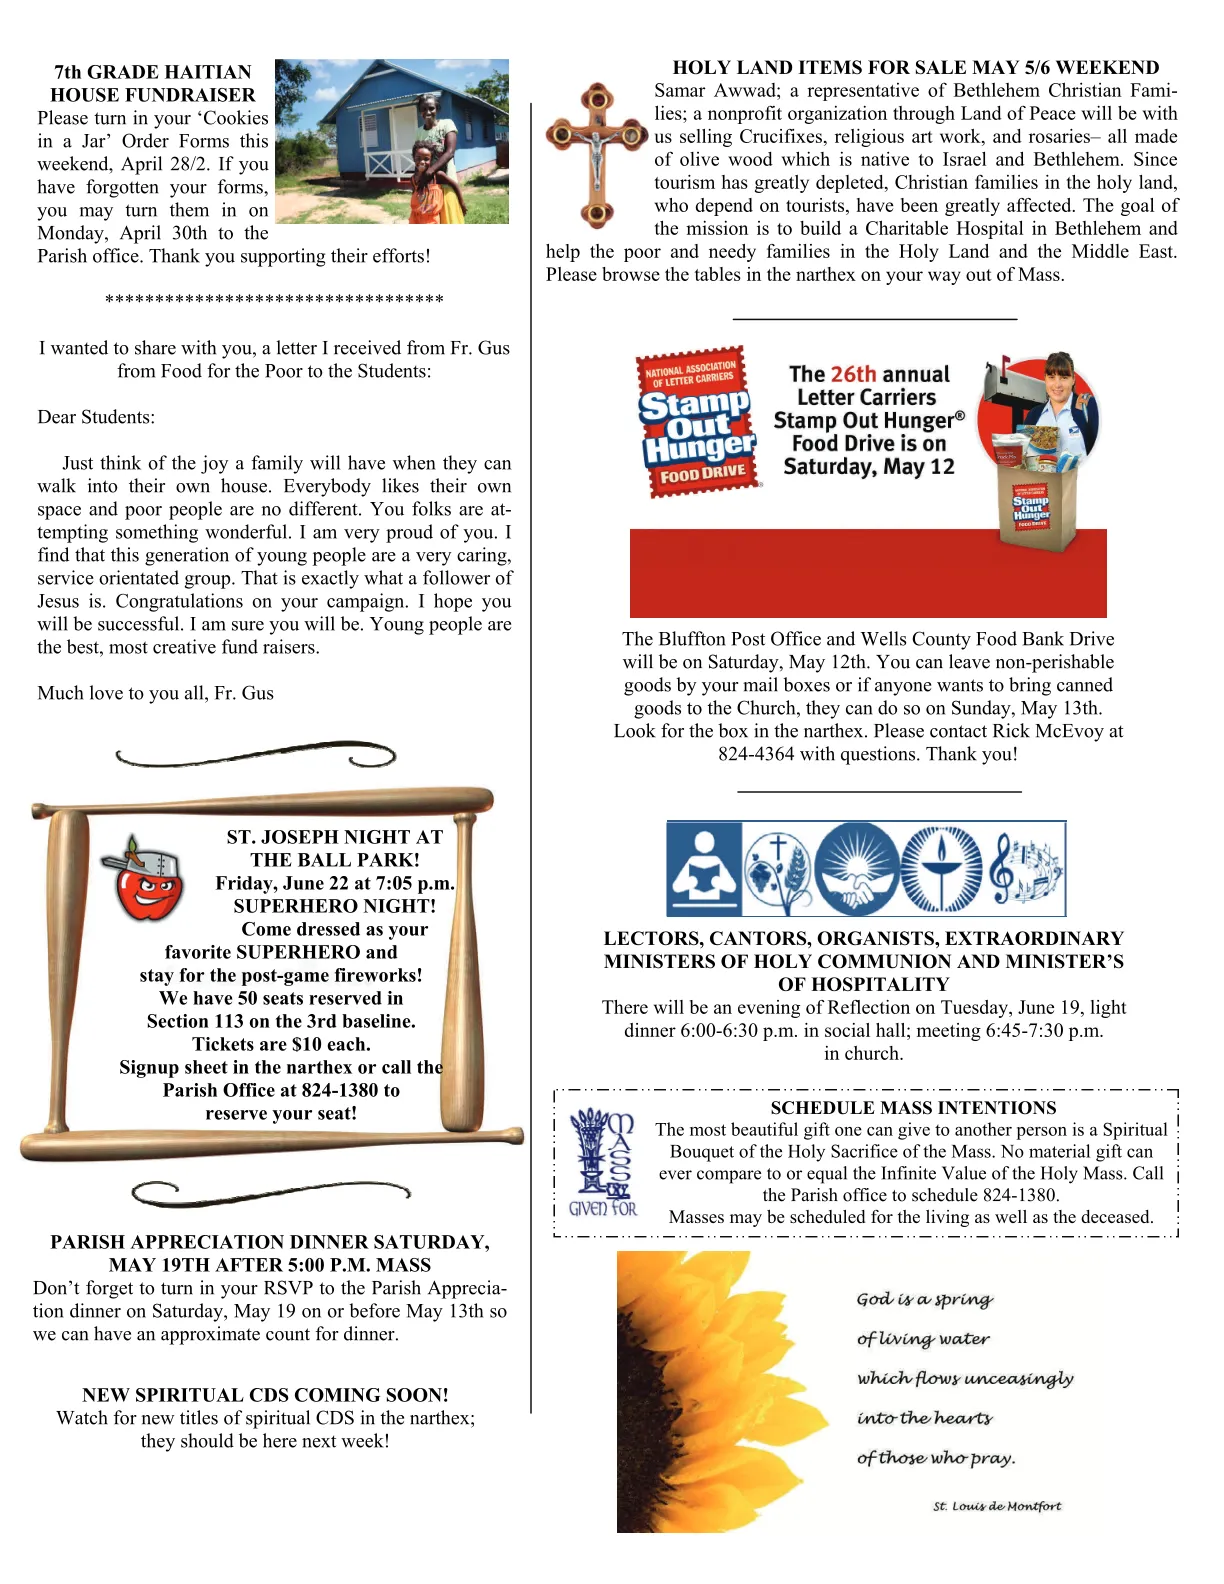 7th GRADE HAITIAN
HOUSE FUNDRAISER
Please turn in your ‘Cookies
in a Jar’ Order Forms this
weekend, April 28/2. If you
have forgotten your forms,
you may turn them in on
Monday, April 30th to the
Parish office. Thank you supporting their efforts!
**********************************
I wanted to share with you, a letter I received from Fr. Gus
from Food for the Poor to the Students:
Dear Students:
Just think of the joy a family will have when they can
walk into their own house. Everybody likes their own
space and poor people are no different. You folks are at-
tempting something wonderful. I am very proud of you. I
find that this generation of young people are a very caring,
service orientated group. That is exactly what a follower of
Jesus is. Congratulations on your campaign. I hope you
will be successful. I am sure you will be. Young people are
the best, most creative fund raisers.
Much love to you all, Fr. Gus
ST. JOSEPH NIGHT AT
THE BALL PARK!
Friday, June 22 at 7:05 p.m.
SUPERHERO NIGHT!
Come dressed as your
favorite SUPERHERO and
stay for the post-game fireworks!
We have 50 seats reserved in
Section 113 on the 3rd baseline.
Tickets are $10 each.
Signup sheet in the narthex or call the
Parish Office at 824-1380 to
reserve your seat!
PARISH APPRECIATION DINNER SATURDAY,
MAY 19TH AFTER 5:00 P.M. MASS
Don’t forget to turn in your RSVP to the Parish Apprecia-
tion dinner on Saturday, May 19 on or before May 13th so
we can have an approximate count for dinner.
NEW SPIRITUAL CDS COMING SOON!
Watch for new titles of spiritual CDS in the narthex;
they should be here next week!
HOLY LAND ITEMS FOR SALE MAY 5/6 WEEKEND
Samar Awwad; a representative of Bethlehem Christian Fami-
lies; a nonprofit organization through Land of Peace will be with
us selling Crucifixes, religious art work, and rosaries– all made
of olive wood which is native to Israel and Bethlehem. Since
tourism has greatly depleted, Christian families in the holy land,
who depend on tourists, have been greatly affected. The goal of
the mission is to build a Charitable Hospital in Bethlehem and
help the poor and needy families in the Holy Land and the Middle East.
Please browse the tables in the narthex on your way out of Mass.
NATIONAL ASSOCIATION
OF LETTER CARRIERS
Stamp
Out
Hunger
FOOD DRIVE
The 26th annual
Letter Carriers
Stamp Out Hunger®
Food Drive is on
Saturday, May 12
Stamp
Out
Hunger
FOOD DRIVE
The Bluffton Post Office and Wells County Food Bank Drive
will be on Saturday, May 12th. You can leave non-perishable
goods by your mail boxes or if anyone wants to bring canned
goods to the Church, they can do so on Sunday, May 13th.
Look for the box in the narthex. Please contact Rick McEvoy at
824-4364 with questions. Thank you!
LECTORS, CANTORS, ORGANISTS, EXTRAORDINARY
MINISTERS OF HOLY COMMUNION AND MINISTER’S
OF HOSPITALITY
There will be an evening of Reflection on Tuesday, June 19, light
dinner 6:00-6:30 p.m. in social hall; meeting 6:45-7:30 p.m.
in church.
MASS
GIVEN FOR
SCHEDULE MASS INTENTIONS
The most beautiful gift one can give to another person is a Spiritual
Bouquet of the Holy Sacrifice of the Mass. No material gift can
ever compare to or equal the Infinite Value of the Holy Mass. Call
the Parish office to schedule 824-1380.
Masses may be scheduled for the living as well as the deceased.
God is a spring
of living water
which flows unceasingly
into the hearts
of those who pray.
St. Louis de Montfort